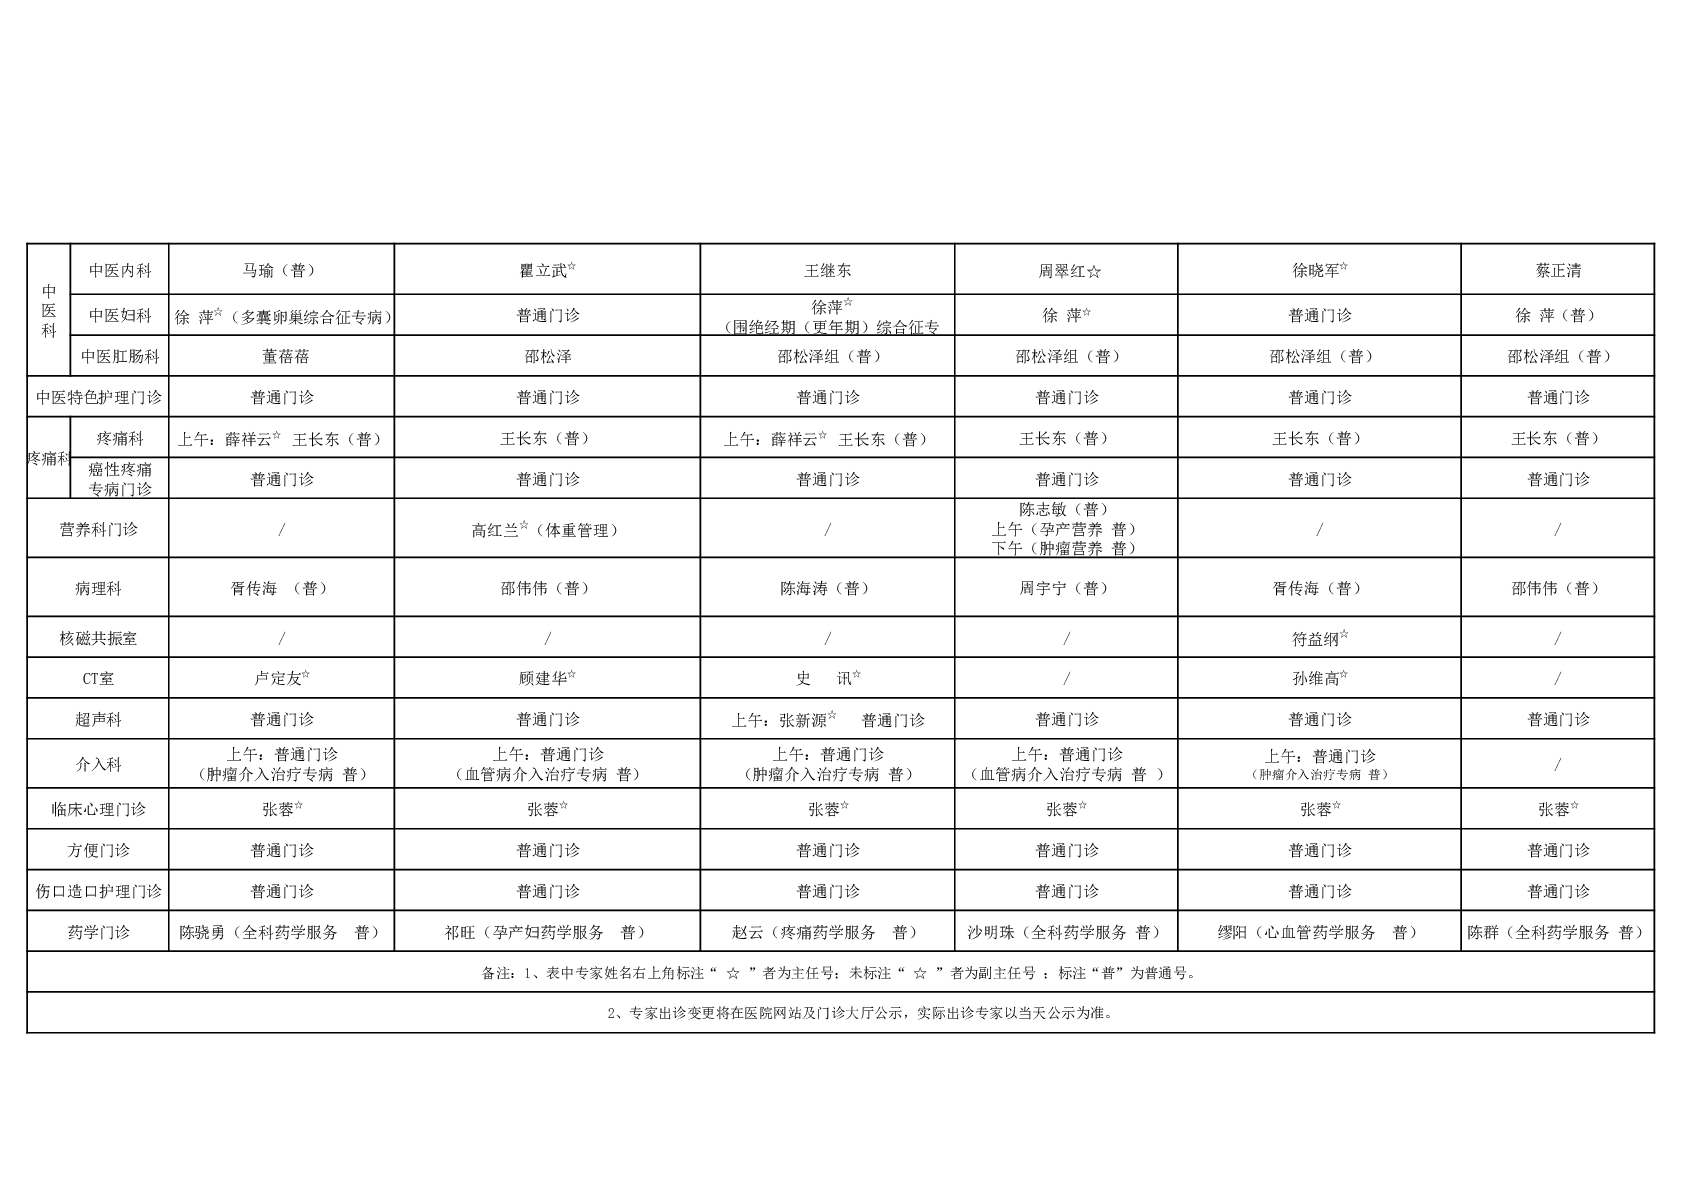 中医科
中医内科 马瑜（普） 瞿立武☆ 王继东 周翠红☆ 徐晓军☆ 蔡正清
中医妇科 徐 萍☆（多囊卵巢综合征专病） 普通门诊 徐萍☆ 徐 萍☆ 普通门诊 徐 萍（普）
（围绝经期（更年期）综合征专
中医肛肠科 董蓓蓓 邵松泽 邵松泽组（普） 邵松泽组（普） 邵松泽组（普） 邵松泽组（普）
中医特色护理门诊 普通门诊 普通门诊 普通门诊 普通门诊 普通门诊 普通门诊
疼痛科
疼痛科 上午：薛祥云☆ 王长东（普） 王长东（普） 上午：薛祥云☆ 王长东（普） 王长东（普） 王长东（普） 王长东（普）
癌性疼痛
专病门诊 普通门诊 普通门诊 普通门诊 普通门诊 普通门诊 普通门诊
营养科门诊 / 高红兰☆（体重管理） / 陈志敏（普） / /
上午（孕产营养 普）
下午（肿瘤营养 普）
病理科 胥传海 （普） 邵伟伟（普） 陈海涛（普） 周宇宁（普） 胥传海（普） 邵伟伟（普）
核磁共振室 / / / / 符益纲☆ /
CT室 卢定友☆ 顾建华☆ 史 讯☆ / 孙维高☆ /
超声科 普通门诊 普通门诊 上午：张新源☆ 普通门诊 普通门诊 普通门诊 普通门诊
介入科 上午：普通门诊 上午：普通门诊 上午：普通门诊 上午：普通门诊 上午：普通门诊 /
（肿瘤介入治疗专病 普） （血管病介入治疗专病 普） （肿瘤介入治疗专病 普） （血管病介入治疗专病 普 ） （肿瘤介入治疗专病 普）
临床心理门诊 张蓉☆ 张蓉☆ 张蓉☆ 张蓉☆ 张蓉☆ 张蓉☆
方便门诊 普通门诊 普通门诊 普通门诊 普通门诊 普通门诊 普通门诊
伤口造口护理门诊 普通门诊 普通门诊 普通门诊 普通门诊 普通门诊 普通门诊
药学门诊 陈骁勇（全科药学服务 普） 祁旺（孕产妇药学服务 普） 赵云（疼痛药学服务 普） 沙明珠（全科药学服务 普） 缪阳（心血管药学服务 普） 陈群（全科药学服务 普）
备注：1、表中专家姓名右上角标注“ ☆ ”者为主任号；未标注“ ☆ ”者为副主任号 ；标注“普”为普通号。
2、专家出诊变更将在医院网站及门诊大厅公示，实际出诊专家以当天公示为准。